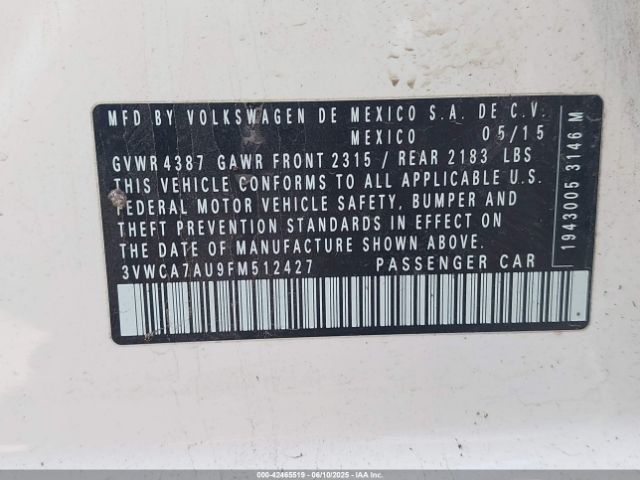 MFD BY VOLKSWAGEN DE MEXICO S.A. DE C.V.
MEXICO 05/15
GVWR 4387 GAWR FRONT 2315 / REAR 2183 LBS
THIS VEHICLE CONFORMS TO ALL APPLICABLE U.S.
FEDERAL MOTOR VEHICLE SAFETY, BUMPER AND
THEFT PREVENTION STANDARDS IN EFFECT ON
THE DATE OF MANUFACTURE SHOWN ABOVE.
3VWCA7AU9FM512427 PASSENGER CAR
1943005 3146 M
000-42465519 | 06/10/2025 - IAAI.COM